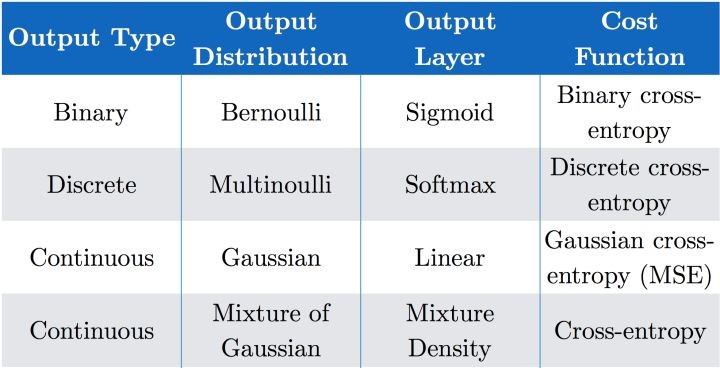 Output Type Output Distribution Output Layer Cost Function
Binary Bernoulli Sigmoid Binary cross-entropy
Discrete Multinoulli Softmax Discrete cross-entropy
Continuous Gaussian Linear Gaussian cross-entropy (MSE)
Continuous Mixture of Gaussian Mixture Density Cross-entropy